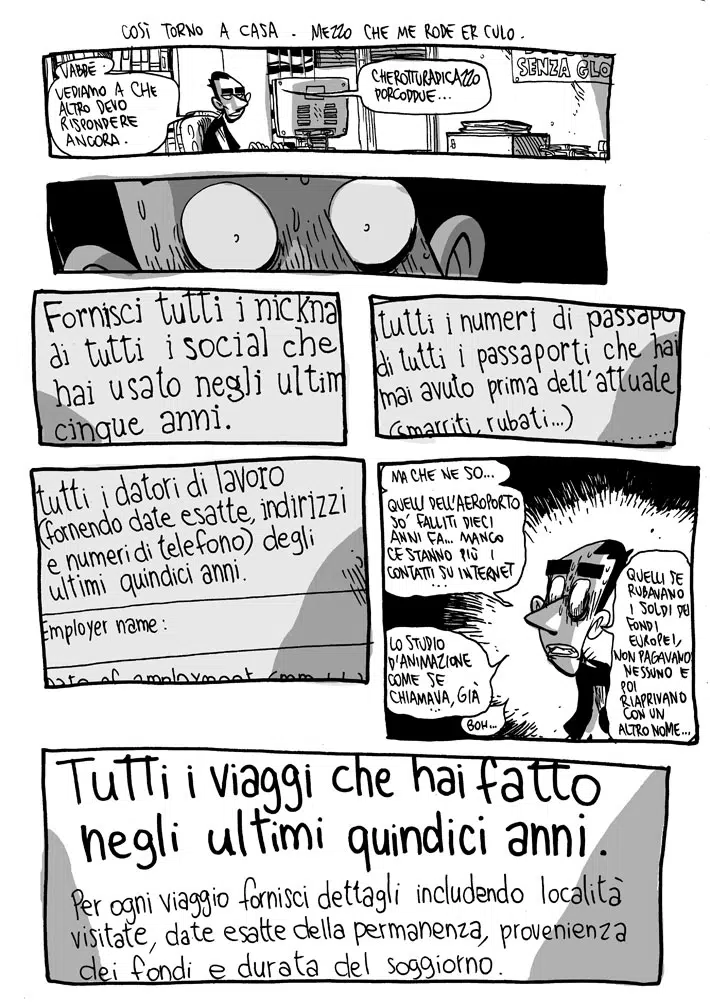 COSÌ TORNO A CASA. MEZZO CHE ME RODE ER CULO.
VABBÈ
VEDIAMO A CHE
ALTRO DEVO
RISPONDERE
ANCORA.
CHEROTTURADICAZZO
PORCODDUE...
SENZA GLO
Fornisci tutti i nickna
di tutti i social che
hai usato negli ultim
cinque anni.
tutti i numeri di passapo
di tutti i passaporti che hai
mai avuto prima dell'attuale
(smarriti, rubati...)
tutti i datori di lavoro
(fornendo date esatte, indirizzi
e numeri di telefono) degli
ultimi quindici anni.
Employer name:
MA CHE NE SO...
QUELLI DELL'AEROPORTO
SO' FALLITI DIECI
ANNI FA... MANCO
CE STANNO PIÙ I
CONTATTI SU INTERNET
LO STUDIO
D'ANIMAZIONE
COME SE
CHIAMAVA, GIÀ
BOH...
QUELLI SE
RUBAVANO
I SOLDI DEI
FONDI
EUROPEI,
NON PAGAVANO
NESSUNO E
POI
RIAPRIVANO
CON UN
ALTRO NOME...
Tutti i viaggi che hai fatto
negli ultimi quindici anni.
Per ogni viaggio fornisci dettagli includendo località
visitate, date esatte della permanenza, provenienza
dei fondi e durata del soggiorno.